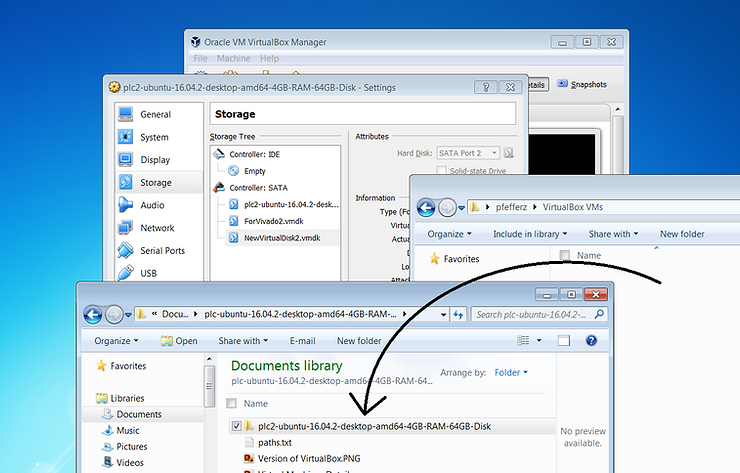 Oracle VM VirtualBox Manager
File Machine Help
plc2-ubuntu-16.04.2-desktop-amd64-4GB-RAM-64GB-Disk - Settings
Snapshots
General
System
Display
Storage
Audio
Network
Serial Ports
USB
Storage
Storage Tree
Controller: IDE
Empty
Controller: SATA
plc2-ubuntu-16.04.2-desk...
ForVivado2.vmdk
NewVirtualDisk2.vmdk
Attributes
Hard Disk: SATA Port 2
Solid-state Drive
Information
Type (Fo
Virtua
Actua
D
Lo
pfefferz VirtualBox VMs
Organize Include in library Share with New folder
Favorites
Name
« Docu... plc-ubuntu-16.04.2-desktop-amd64-4GB-RAM-...
Search plc-ubuntu-16.04.2-...
Organize Open Share with E-mail New folder
Favorites
Libraries
Documents
Music
Pictures
Videos
Documents library
plc-ubuntu-16.04.2-desktop-amd64-4GB-RAM-64...
Arrange by: Folder
Name
plc2-ubuntu-16.04.2-desktop-amd64-4GB-RAM-64GB-Disk
paths.txt
Version of VirtualBox.PNG
No preview
available.